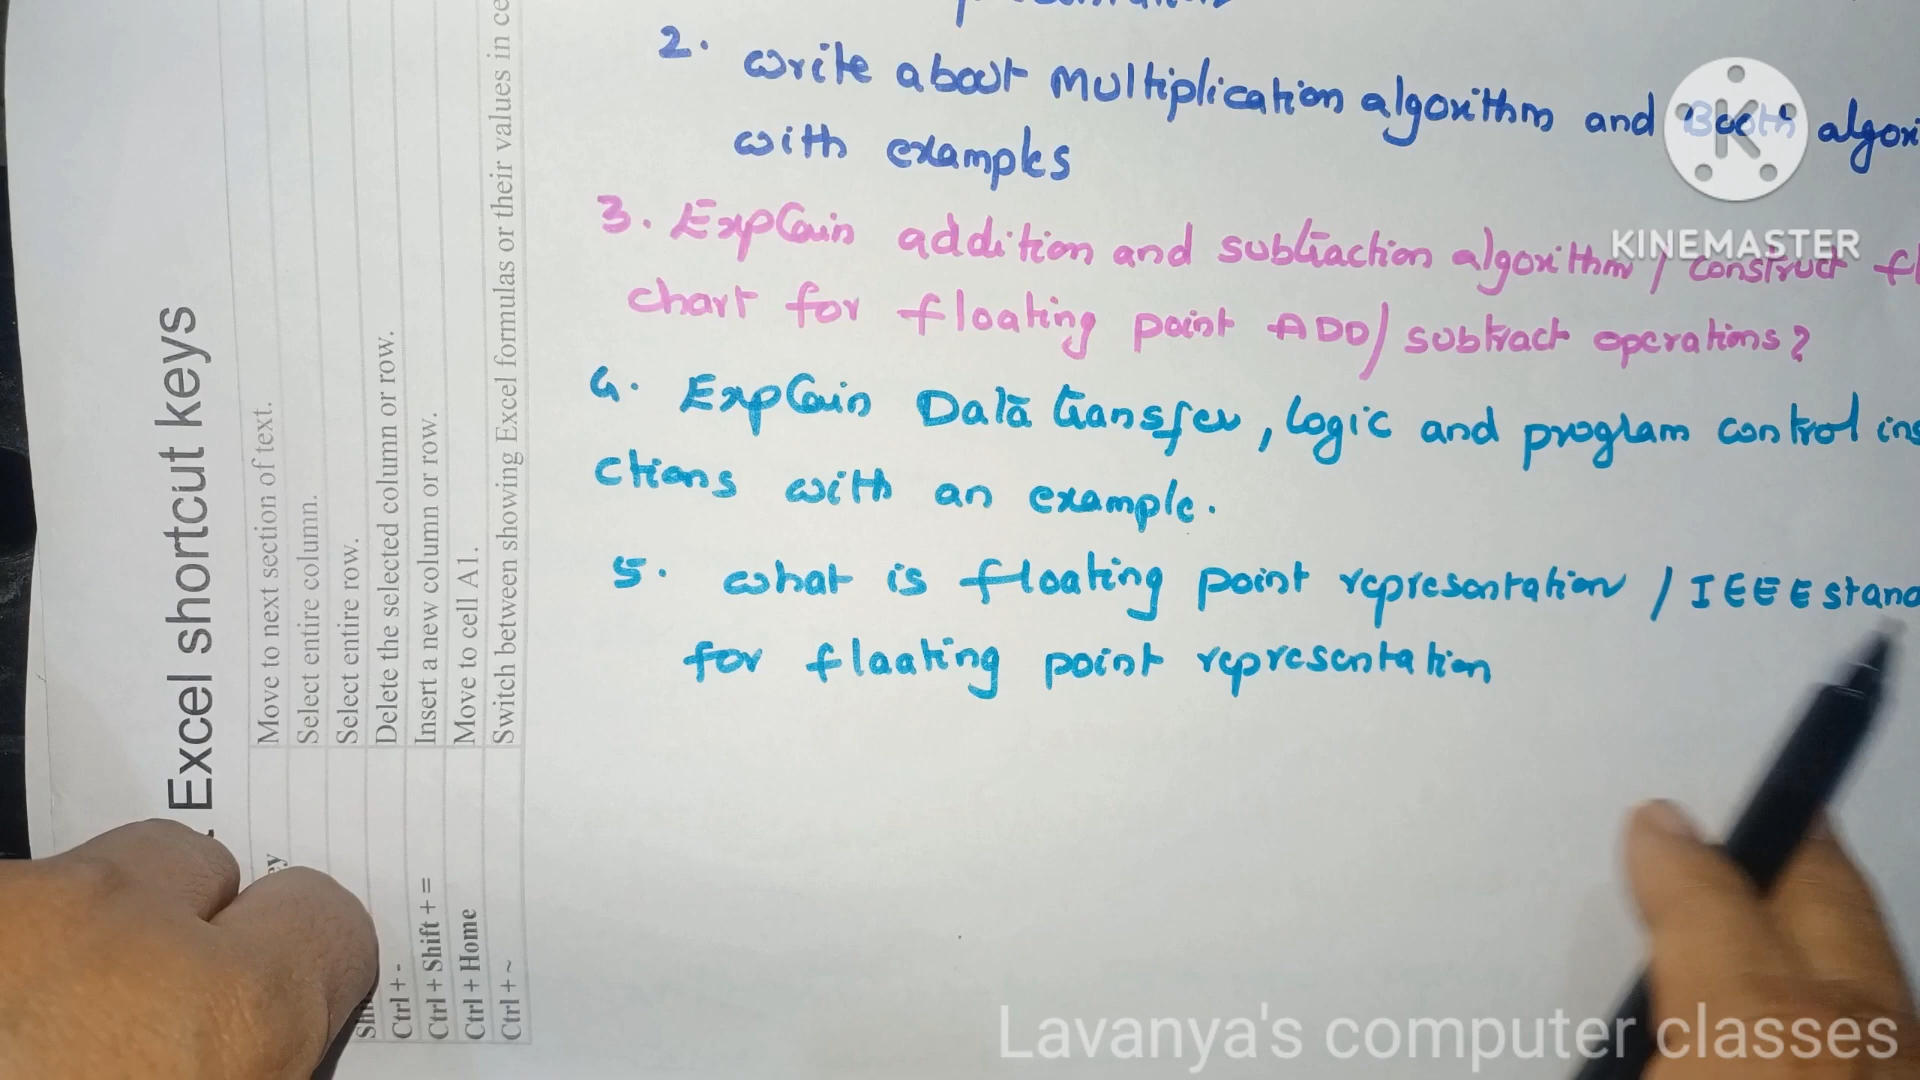 2. write about Multiplication algorithm and
with examples
3. Explain addition and subtraction algorithm / construct
chart for floating point ADD/subtract operations?
4. Explain Data transfer, logic and program control ins
ctions with an example.
5. what is floating point representation / IEEE stand
for flaating point representation
Excel shortcut keys
Move to next section of text.
Select entire column.
Select entire row.
Ctrl + - Delete the selected column or row.
Ctrl + Shift + = Insert a new column or row.
Ctrl + Home Move to cell A1.
Ctrl + ~ Switch between showing Excel formulas or their values in ce
K
KINEMASTER
Lavanya's computer classes